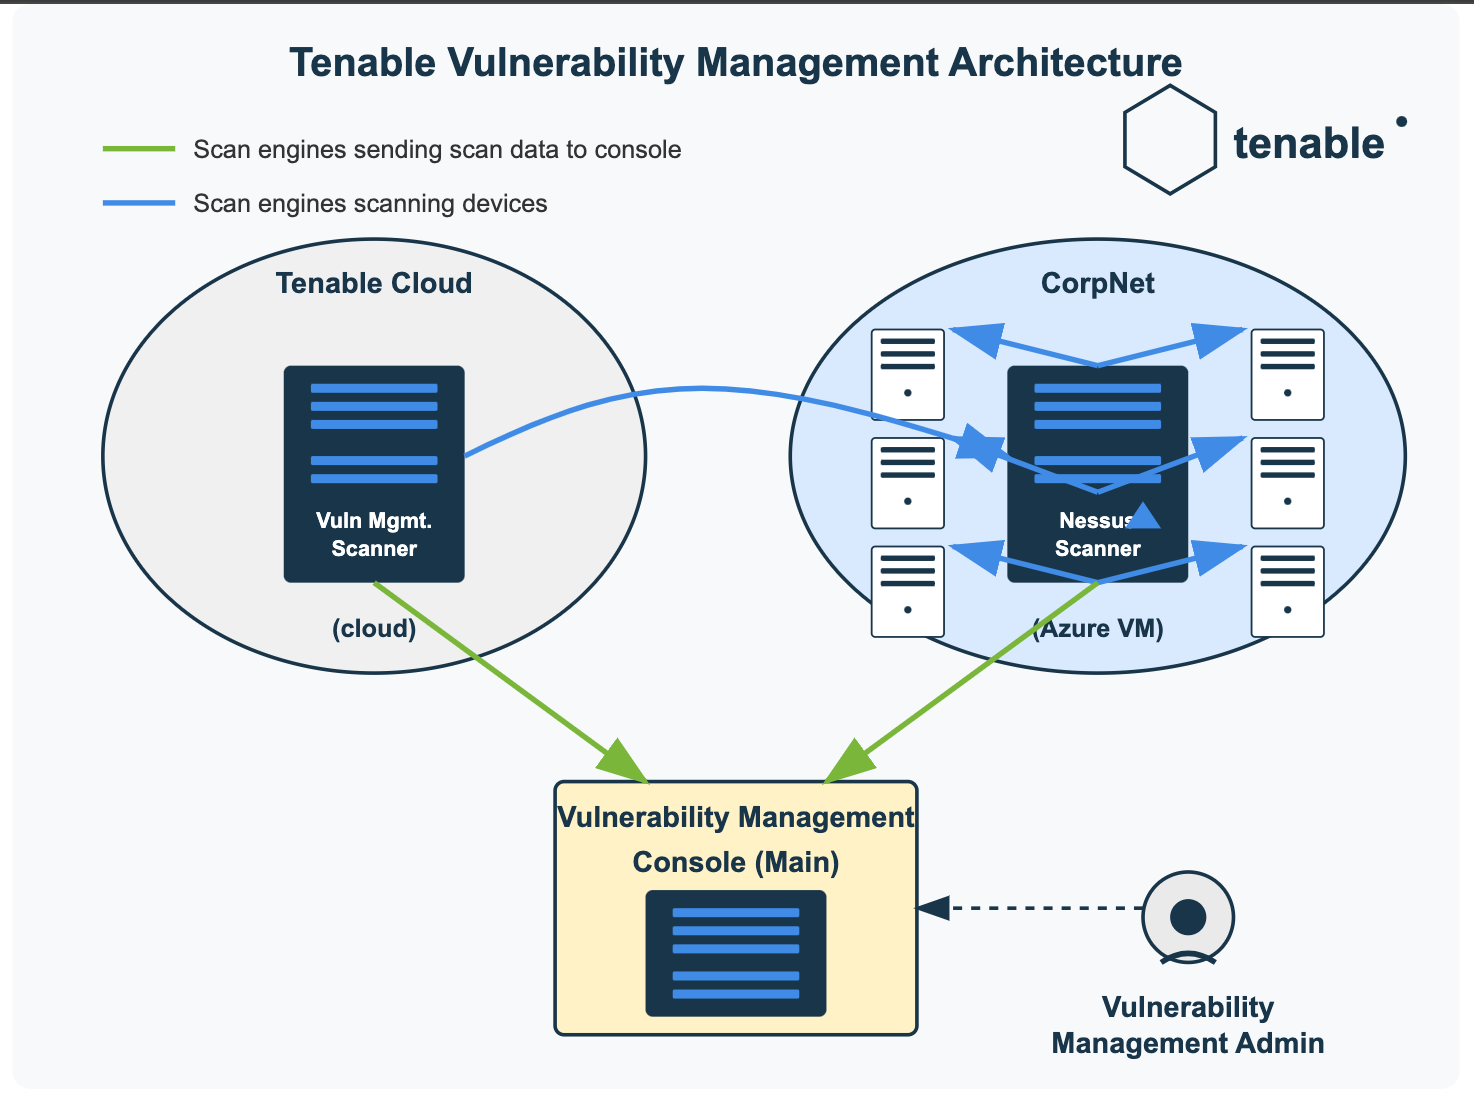 Tenable Vulnerability Management Architecture
tenable
Scan engines sending scan data to console
Scan engines scanning devices
Tenable Cloud
Vuln Mgmt.
Scanner
(cloud)
CorpNet
Nessus
Scanner
(Azure VM)
Vulnerability Management
Console (Main)
Vulnerability
Management Admin